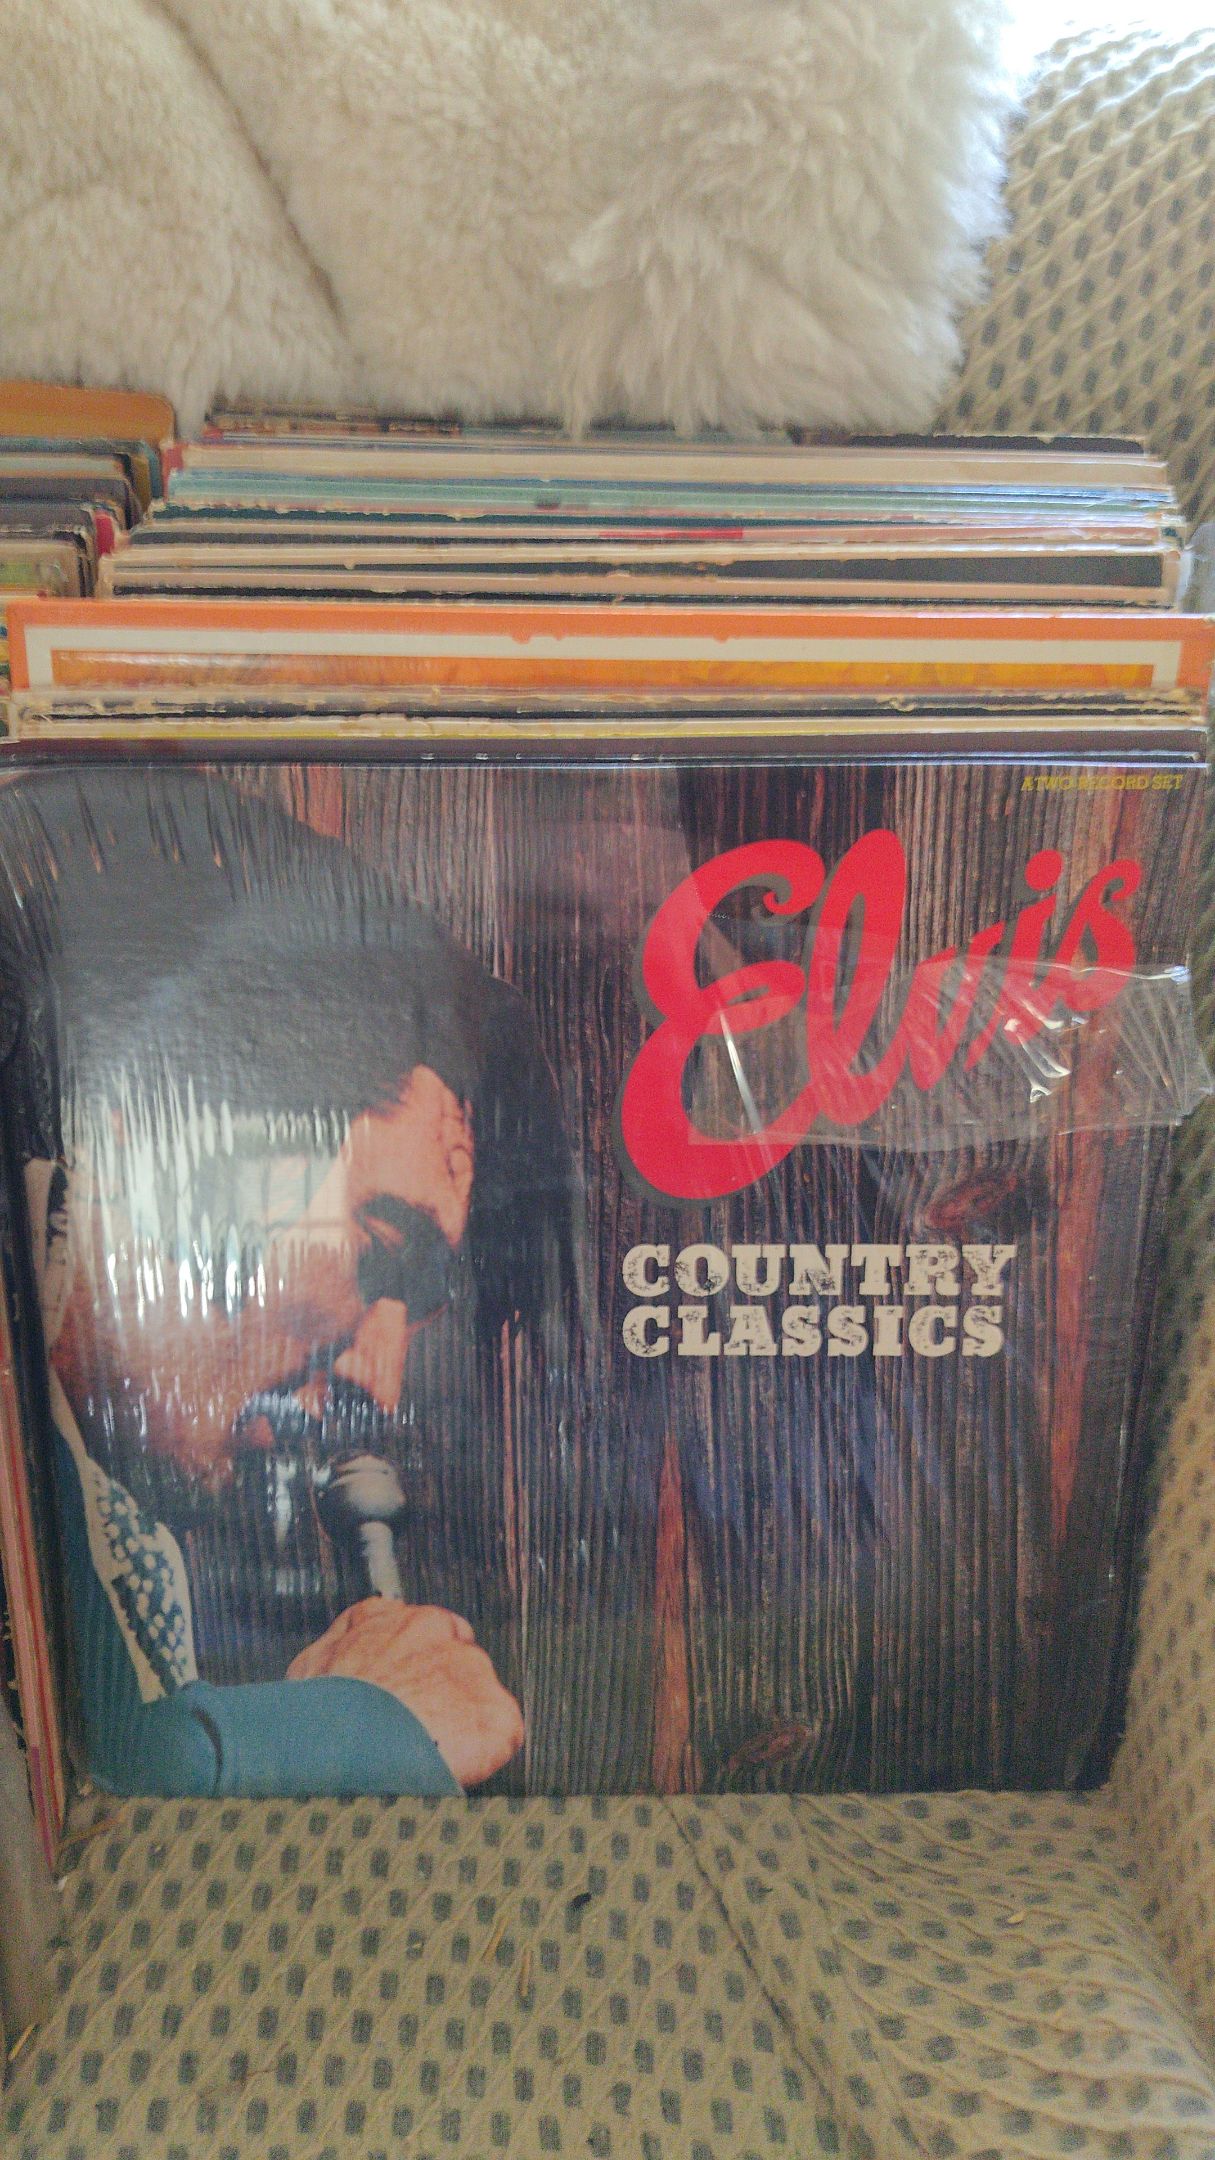 A TWO RECORD SET
Elvis
COUNTRY
CLASSICS